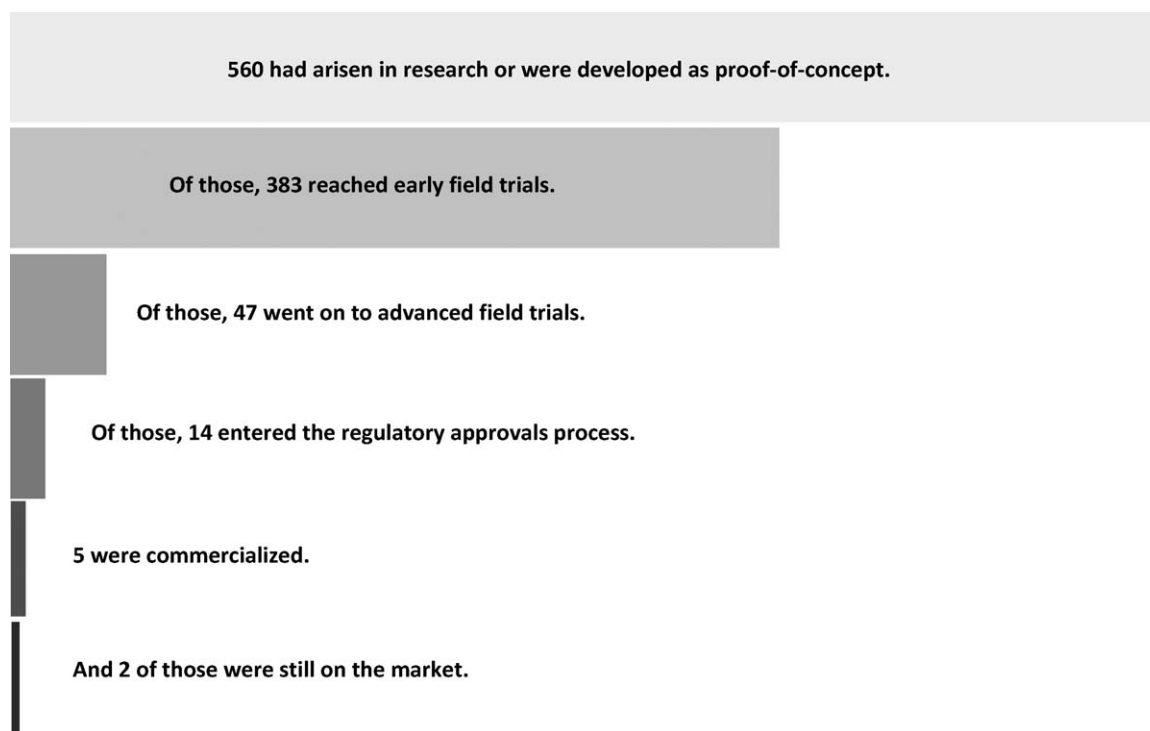 560 had arisen in research or were developed as proof-of-concept.
Of those, 383 reached early field trials.
Of those, 47 went on to advanced field trials.
Of those, 14 entered the regulatory approvals process.
5 were commercialized.
And 2 of those were still on the market.